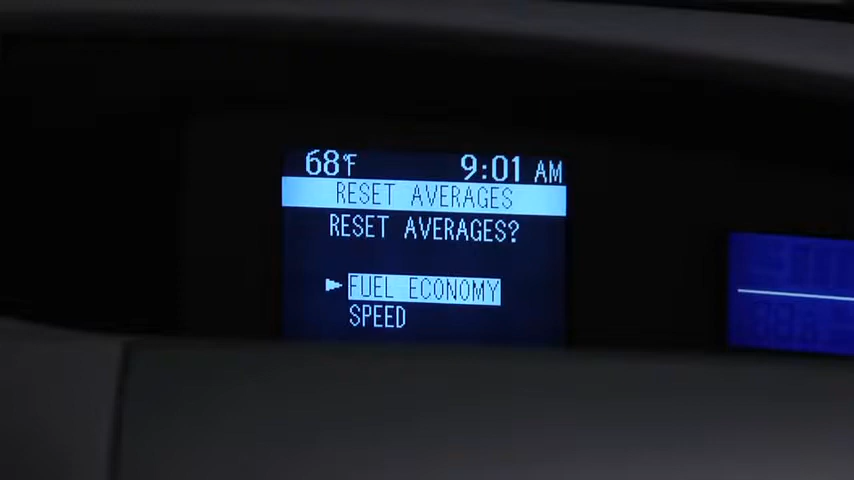 68°F 9:01 AM
RESET AVERAGES
RESET AVERAGES?
FUEL ECONOMY
SPEED